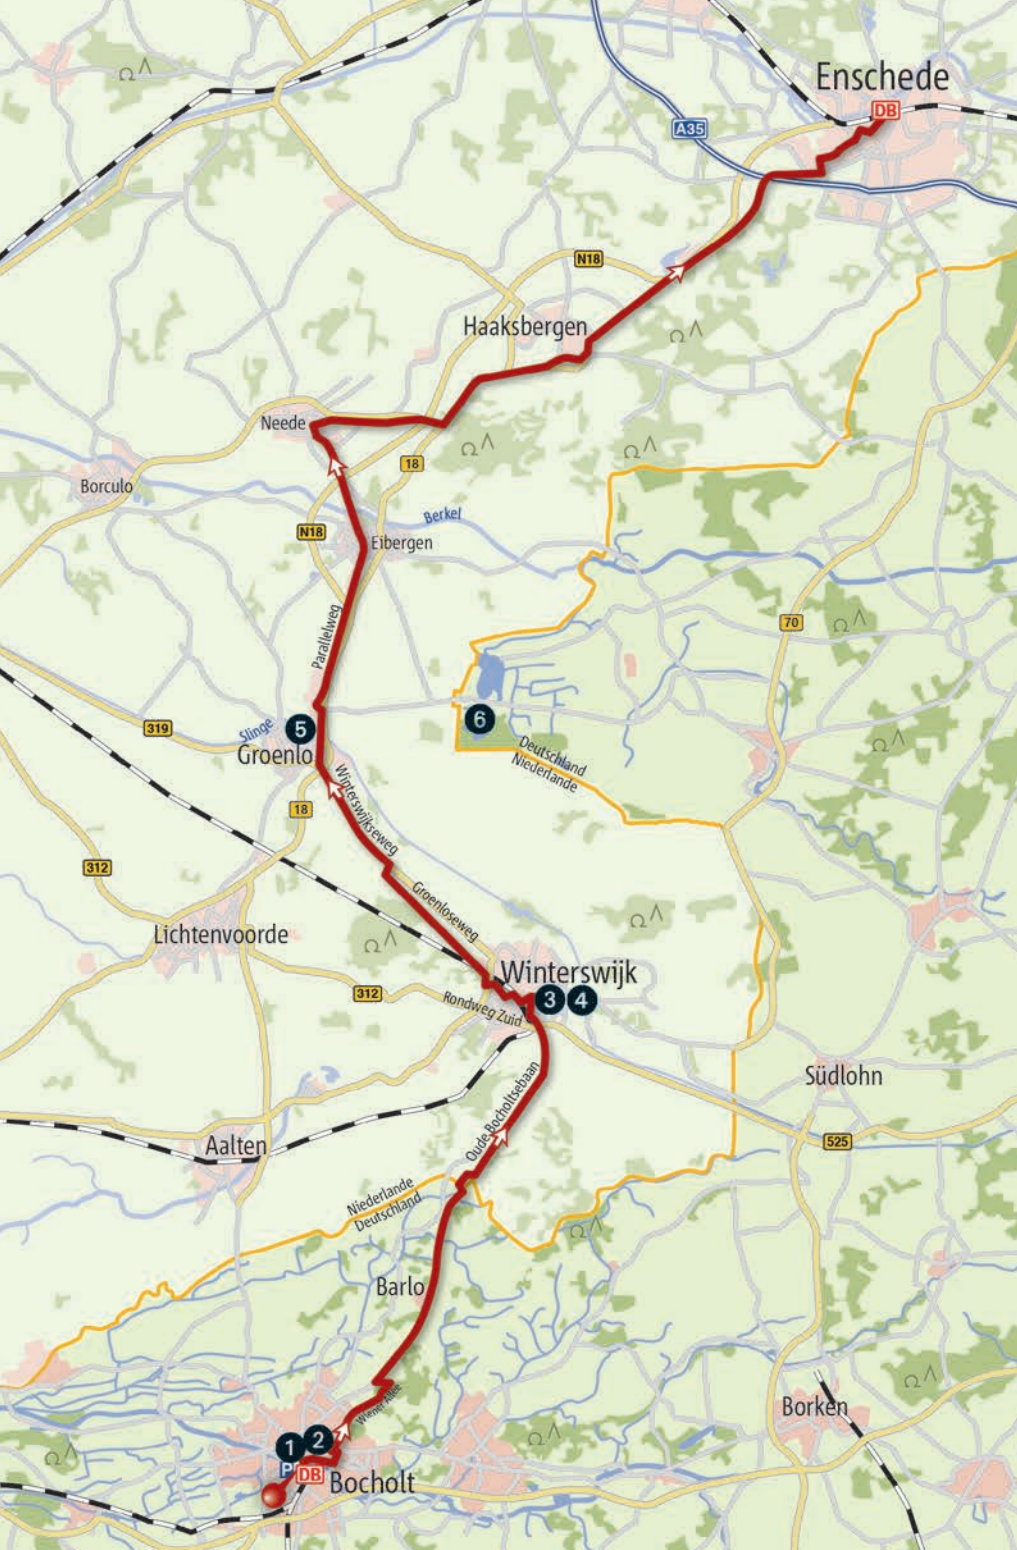 Enschede
DB
A35
N18
Haaksbergen
Neede
18
Borculo
Berkel
N18
Eibergen
Parallelweg
70
6
5
319
Slinge
Groenlo
Deutschland
Niederlande
Winterswijkseweg
18
312
Groenloseweg
Lichtenvoorde
Winterswijk
312
Rondweg Zuid
3
4
Südlohn
Oude Bocholtsebaan
525
Aalten
Niederlande
Deutschland
Barlo
Wiener Allee
Borken
1
2
P
DB
Bocholt